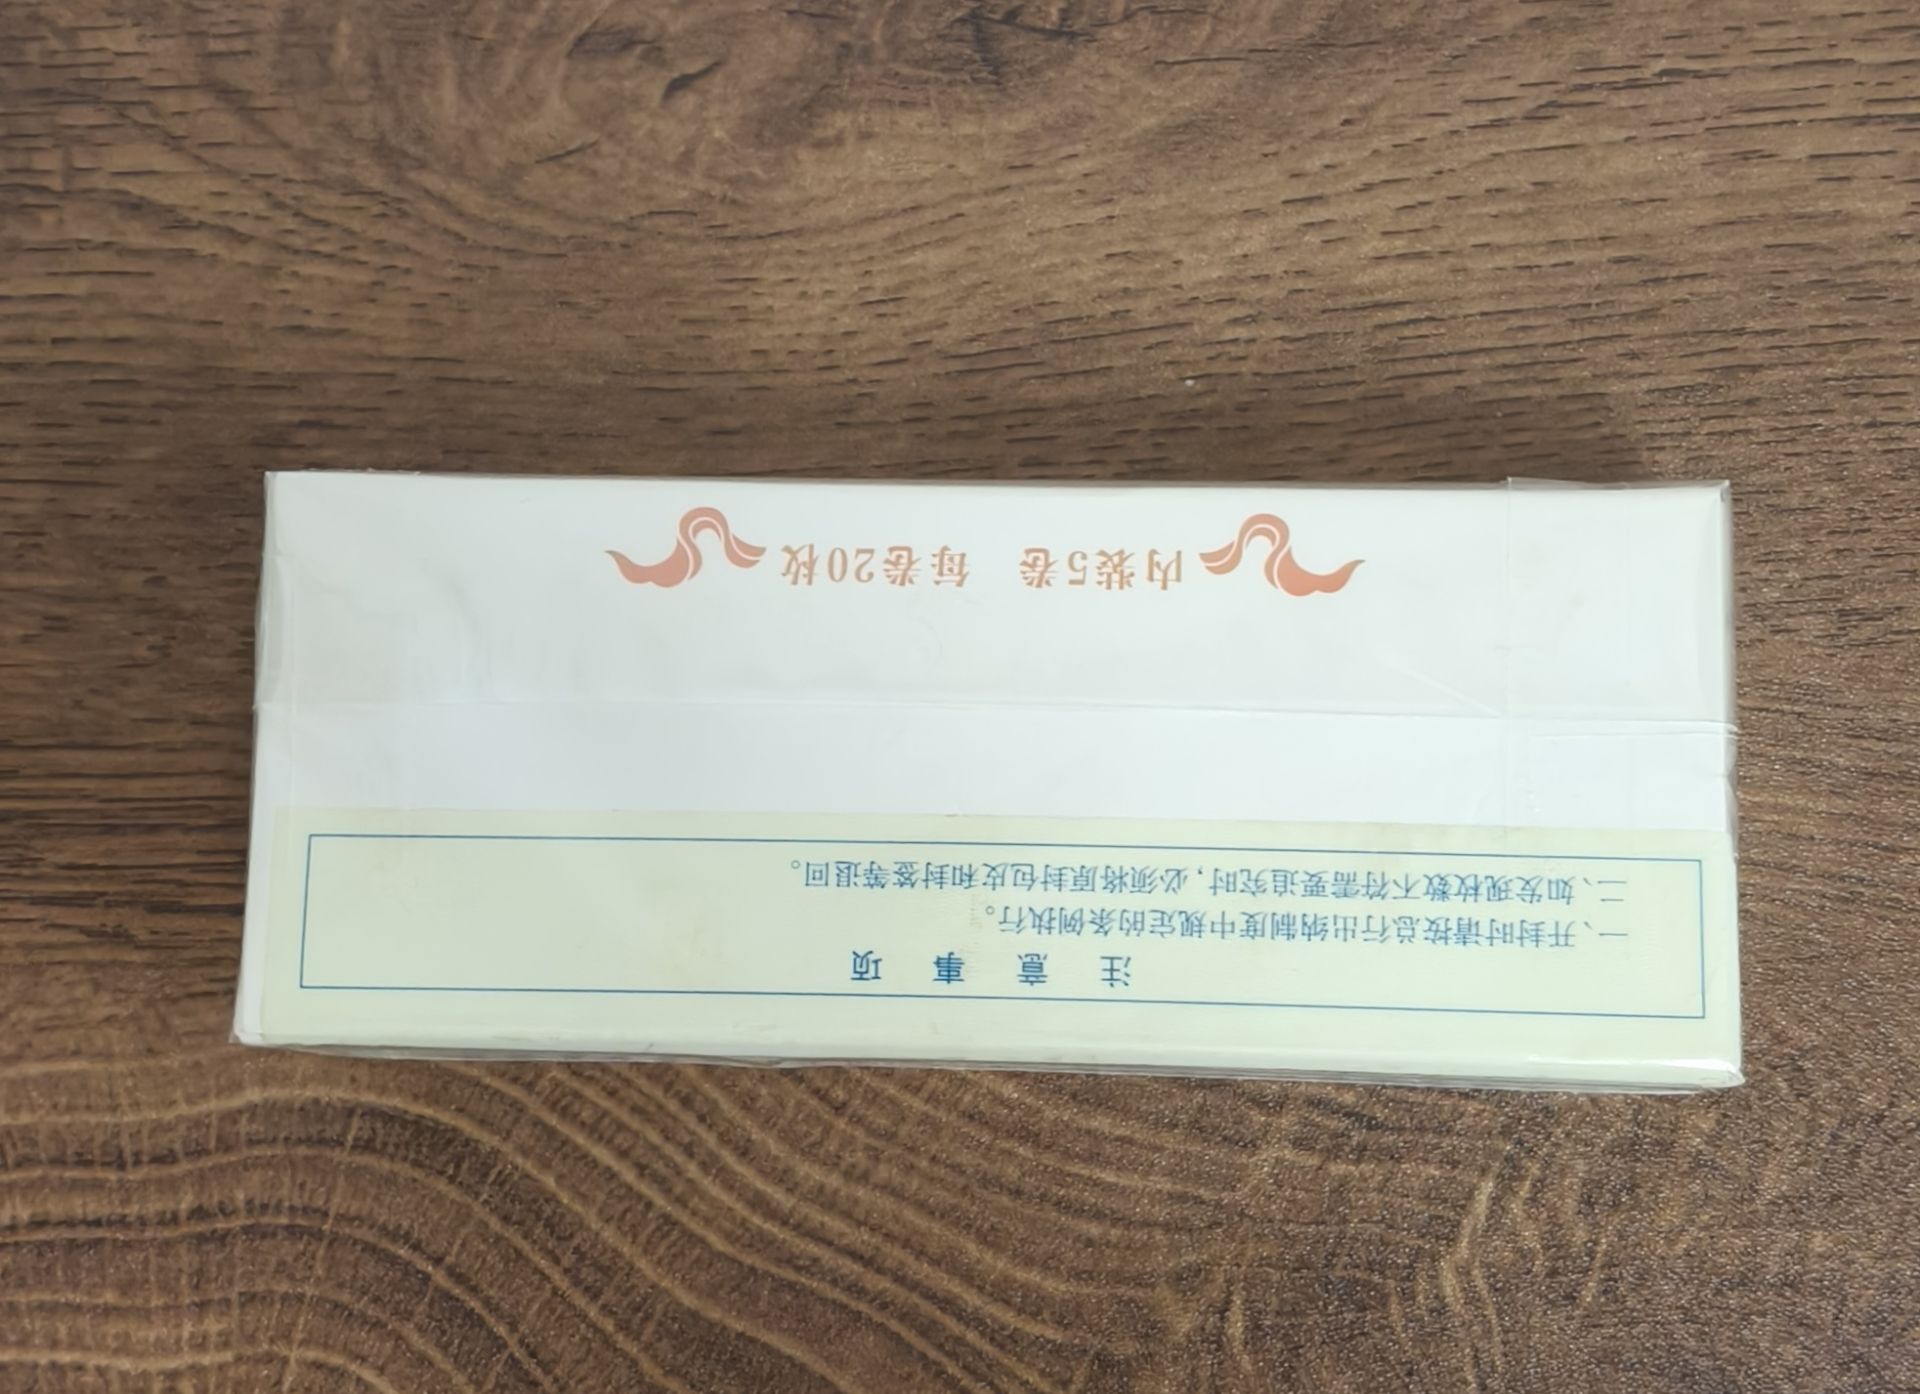 注意事项
一、开封时请按总行出纳制度中规定的条例执行。
二、如发现枚数不符需要追究时，必须将原封包皮和封签等退回。
内装5卷 每卷20枚